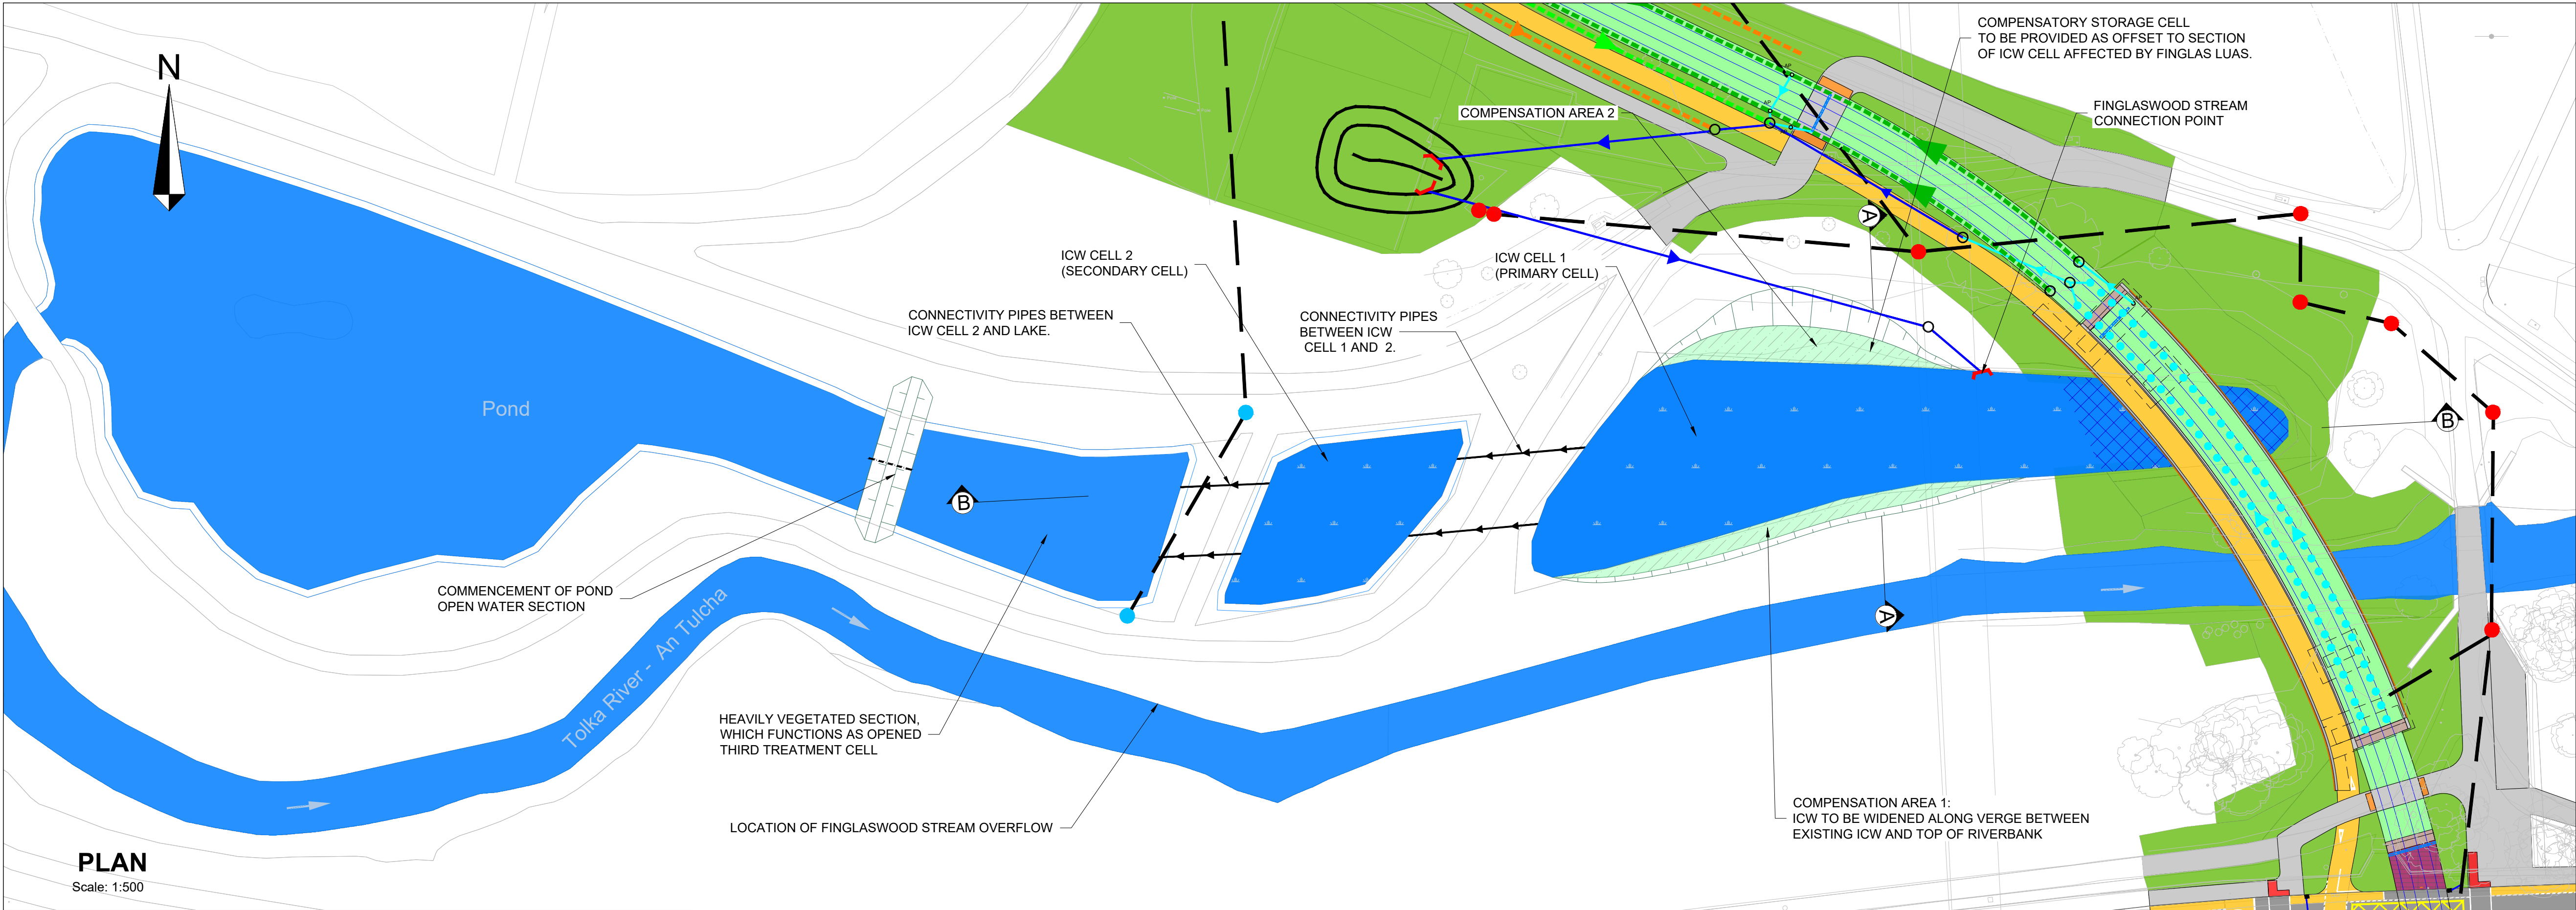 N
COMPENSATORY STORAGE CELL
TO BE PROVIDED AS OFFSET TO SECTION
OF ICW CELL AFFECTED BY FINGLAS LUAS.
COMPENSATION AREA 2
FINGLASWOOD STREAM
CONNECTION POINT
AP
AP
A
ICW CELL 2
(SECONDARY CELL)
ICW CELL 1
(PRIMARY CELL)
CONNECTIVITY PIPES BETWEEN
ICW CELL 2 AND LAKE.
CONNECTIVITY PIPES
BETWEEN ICW
CELL 1 AND 2.
Pond
B
B
COMMENCEMENT OF POND
OPEN WATER SECTION
A
Tolka River - An Tulcha
HEAVILY VEGETATED SECTION,
WHICH FUNCTIONS AS OPENED
THIRD TREATMENT CELL
LOCATION OF FINGLASWOOD STREAM OVERFLOW
COMPENSATION AREA 1:
ICW TO BE WIDENED ALONG VERGE BETWEEN
EXISTING ICW AND TOP OF RIVERBANK
PLAN
Scale: 1:500